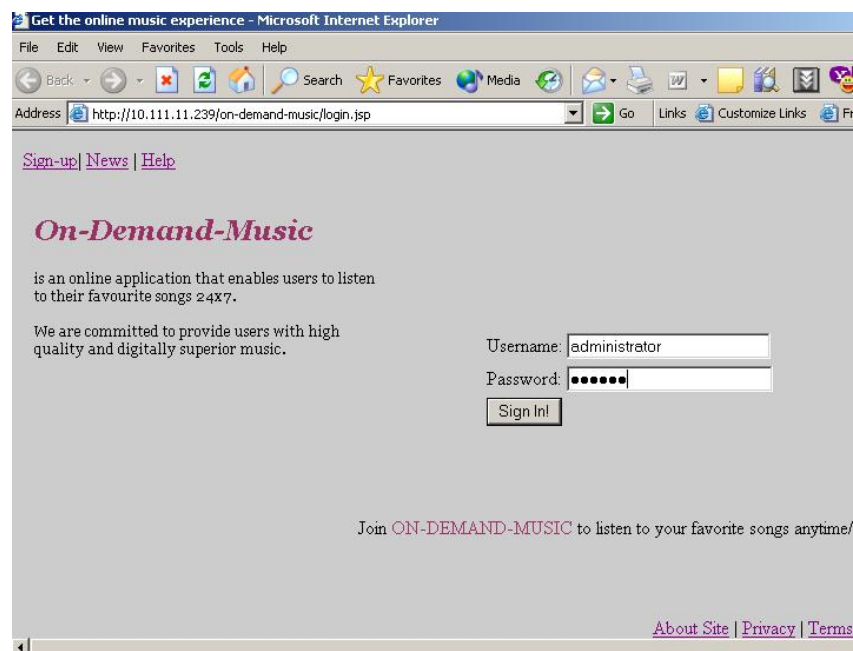 Get the online music experience - Microsoft Internet Explorer
File Edit View Favorites Tools Help
Back Search Favorites Media
Address http://10.111.11.239/on-demand-music/login.jsp Go Links Customize Links
Sign-up| News | Help
On-Demand-Music
is an online application that enables users to listen
to their favourite songs 24x7.
We are committed to provide users with high
quality and digitally superior music.
Username: administrator
Password: ●●●●●●
Sign In!
Join ON-DEMAND-MUSIC to listen to your favorite songs anytime/
About Site | Privacy | Terms